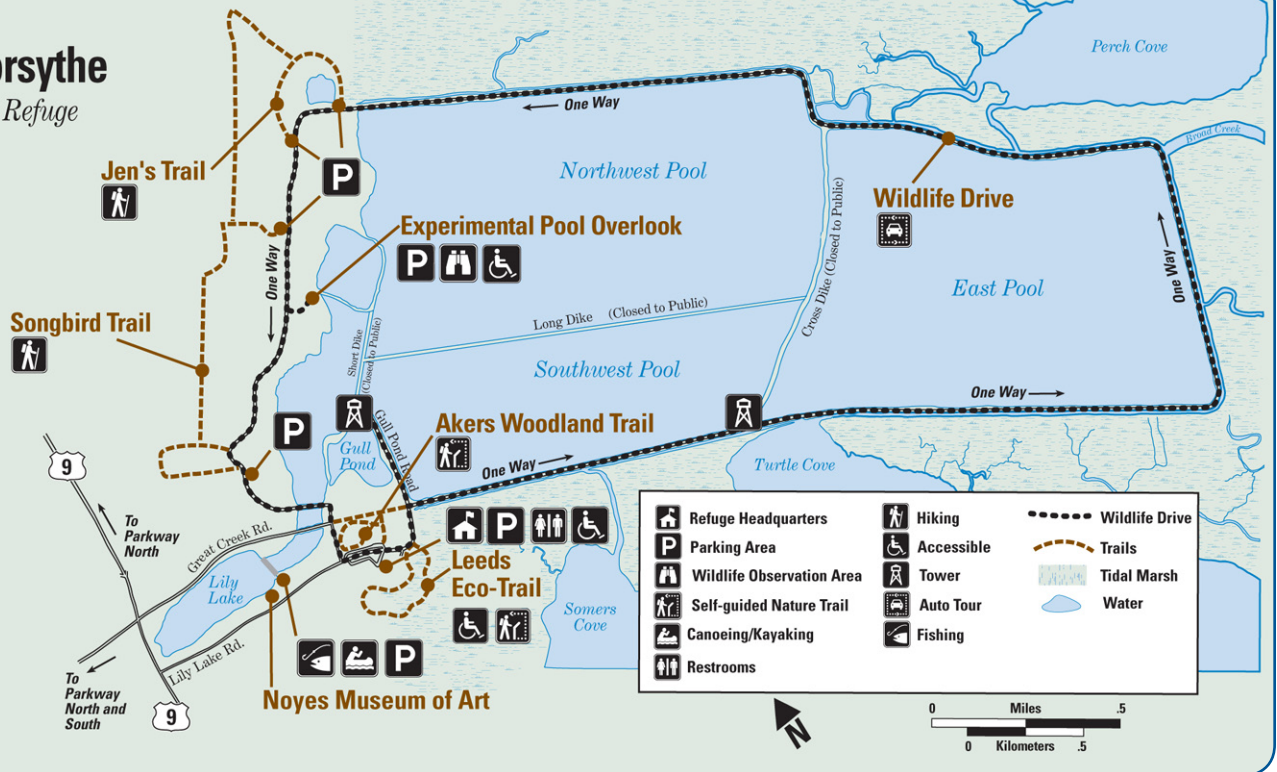 orsythe
Refuge
Jen's Trail
P
One Way
Northwest Pool
Perch Cove
Broad Creek
Wildlife Drive
Experimental Pool Overlook
P
One Way
Cross Dike (Closed to Public)
East Pool
One Way
Songbird Trail
Long Dike (Closed to Public)
Short Dike
(Closed to Public)
Southwest Pool
One Way
P
Gull
Pond
Gull Pond Road
Akers Woodland Trail
One Way
Turtle Cove
9
To
Parkway
North
Great Creek Rd.
P
Leeds
Eco-Trail
Lily
Lake
Somers
Cove
Lily Lake Rd.
P
To
Parkway
North and
South
9
Noyes Museum of Art
Refuge Headquarters
P Parking Area
Wildlife Observation Area
Self-guided Nature Trail
Canoeing/Kayaking
Restrooms
Hiking
Accessible
Tower
Auto Tour
Fishing
Wildlife Drive
Trails
Tidal Marsh
Water
N
0 Miles .5
0 Kilometers .5